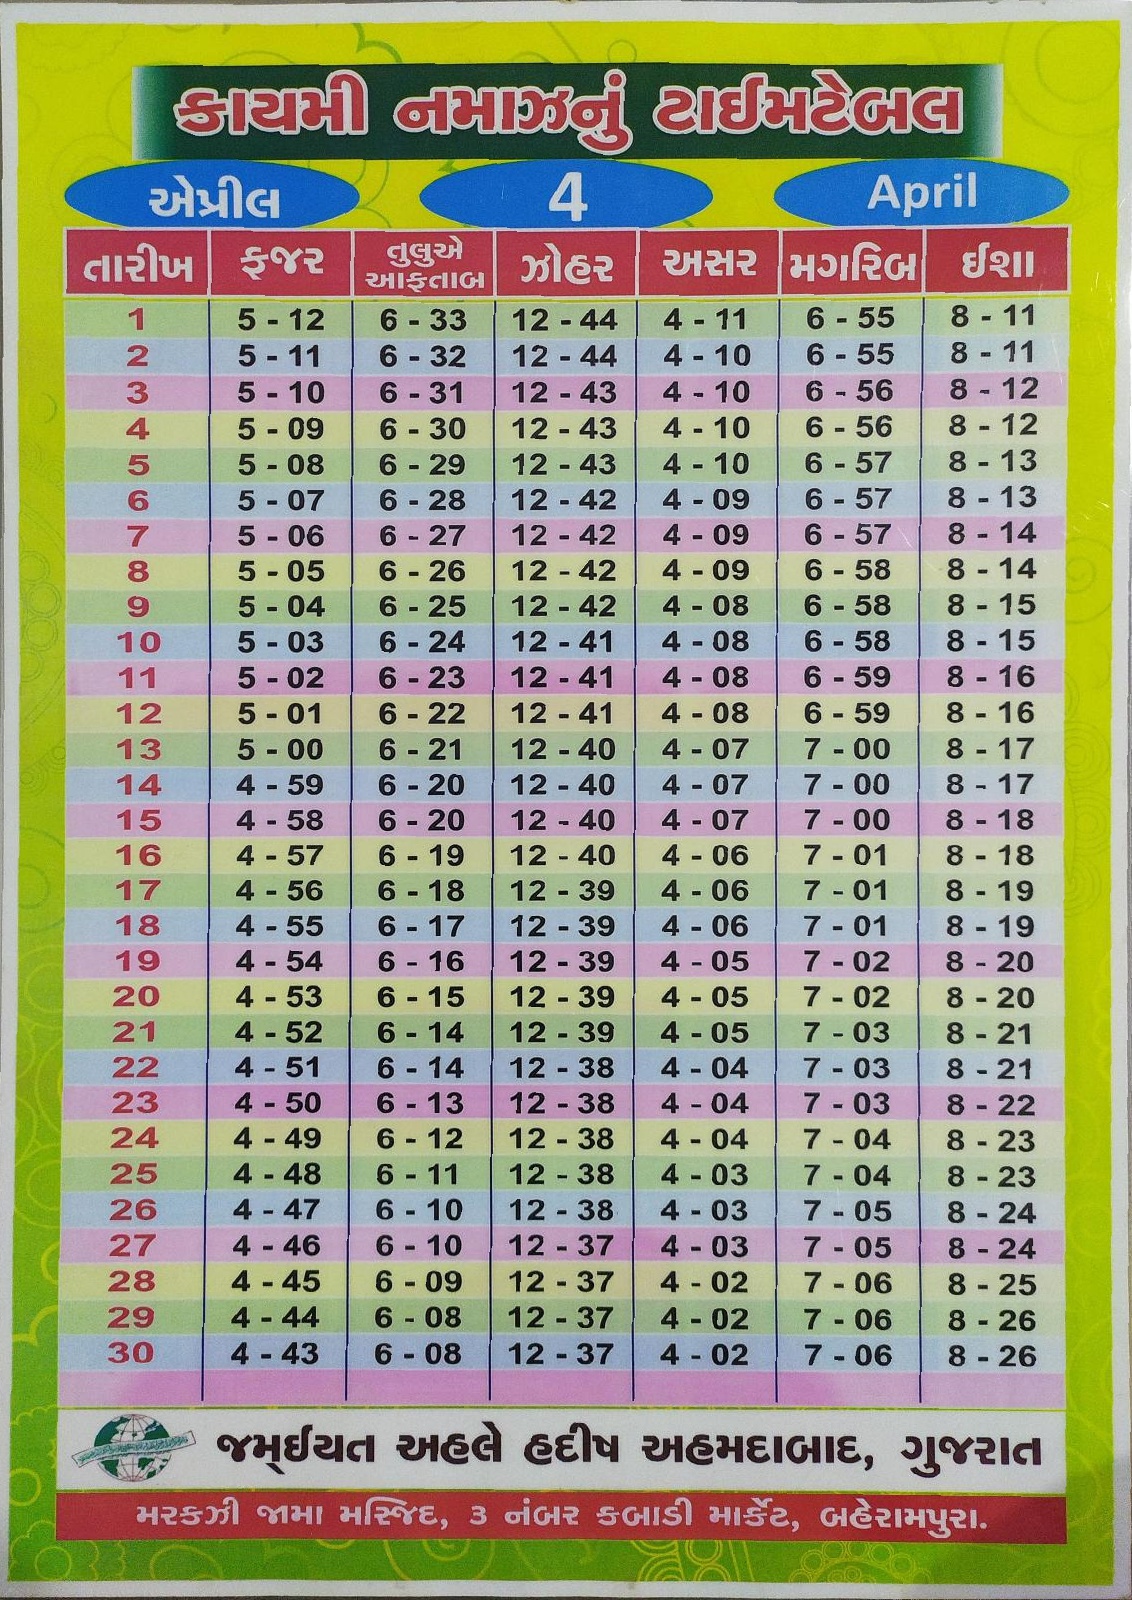 કાયમી નમાઝનું ટાઈમટેબલ
એપ્રીલ 4 April
તારીખ ફજર તુલુએ આફતાબ ઝોહર અસર મગરિબ ઈશા
1 5 - 12 6 - 33 12 - 44 4 - 11 6 - 55 8 - 11
2 5 - 11 6 - 32 12 - 44 4 - 10 6 - 55 8 - 11
3 5 - 10 6 - 31 12 - 43 4 - 10 6 - 56 8 - 12
4 5 - 09 6 - 30 12 - 43 4 - 10 6 - 56 8 - 12
5 5 - 08 6 - 29 12 - 43 4 - 10 6 - 57 8 - 13
6 5 - 07 6 - 28 12 - 42 4 - 09 6 - 57 8 - 13
7 5 - 06 6 - 27 12 - 42 4 - 09 6 - 57 8 - 14
8 5 - 05 6 - 26 12 - 42 4 - 09 6 - 58 8 - 14
9 5 - 04 6 - 25 12 - 42 4 - 08 6 - 58 8 - 15
10 5 - 03 6 - 24 12 - 41 4 - 08 6 - 58 8 - 15
11 5 - 02 6 - 23 12 - 41 4 - 08 6 - 59 8 - 16
12 5 - 01 6 - 22 12 - 41 4 - 08 6 - 59 8 - 16
13 5 - 00 6 - 21 12 - 40 4 - 07 7 - 00 8 - 17
14 4 - 59 6 - 20 12 - 40 4 - 07 7 - 00 8 - 17
15 4 - 58 6 - 20 12 - 40 4 - 07 7 - 00 8 - 18
16 4 - 57 6 - 19 12 - 40 4 - 06 7 - 01 8 - 18
17 4 - 56 6 - 18 12 - 39 4 - 06 7 - 01 8 - 19
18 4 - 55 6 - 17 12 - 39 4 - 06 7 - 01 8 - 19
19 4 - 54 6 - 16 12 - 39 4 - 05 7 - 02 8 - 20
20 4 - 53 6 - 15 12 - 39 4 - 05 7 - 02 8 - 20
21 4 - 52 6 - 14 12 - 39 4 - 05 7 - 03 8 - 21
22 4 - 51 6 - 14 12 - 38 4 - 04 7 - 03 8 - 21
23 4 - 50 6 - 13 12 - 38 4 - 04 7 - 03 8 - 22
24 4 - 49 6 - 12 12 - 38 4 - 04 7 - 04 8 - 23
25 4 - 48 6 - 11 12 - 38 4 - 03 7 - 04 8 - 23
26 4 - 47 6 - 10 12 - 38 4 - 03 7 - 05 8 - 24
27 4 - 46 6 - 10 12 - 37 4 - 03 7 - 05 8 - 24
28 4 - 45 6 - 09 12 - 37 4 - 02 7 - 06 8 - 25
29 4 - 44 6 - 08 12 - 37 4 - 02 7 - 06 8 - 26
30 4 - 43 6 - 08 12 - 37 4 - 02 7 - 06 8 - 26
જમ્ઈયત અહલે હદીષ અહમદાબાદ, ગુજરાત
મરકઝી જામા મસ્જિદ, ૩ નંબર કબાડી માર્કેટ, બહેરામપુરા.